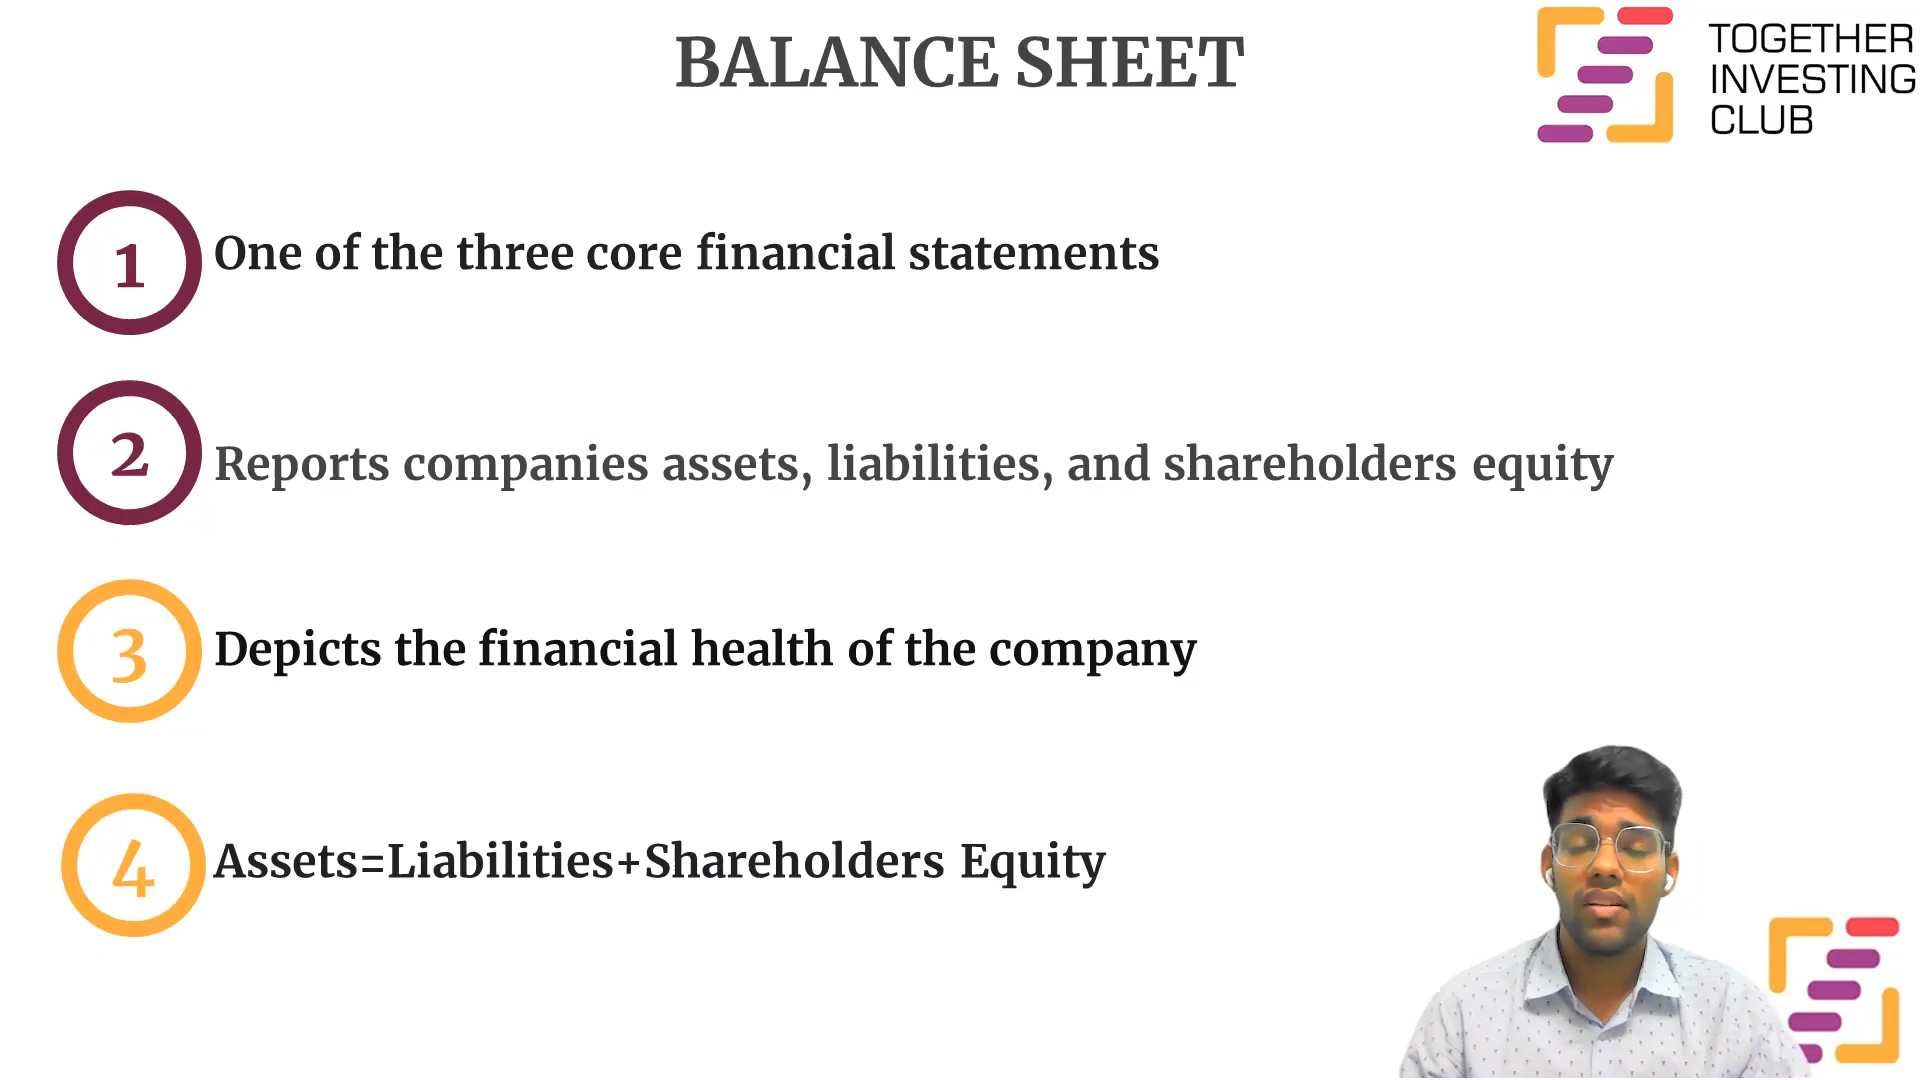 BALANCE SHEET
TOGETHER
INVESTING
CLUB
1
One of the three core financial statements
2
Reports companies assets, liabilities, and shareholders equity
3
Depicts the financial health of the company
4
Assets=Liabilities+Shareholders Equity